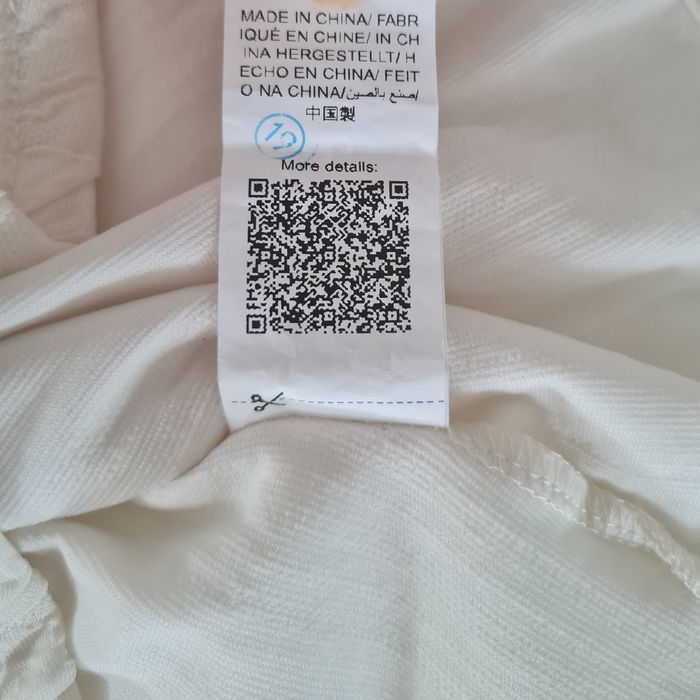 MADE IN CHINA/ FABR
IQUÉ EN CHINE/ IN CH
INA HERGESTELLT/ H
ECHO EN CHINA/ FEIT
O NA CHINA/صنع بالصين/
中国製
19
More details: